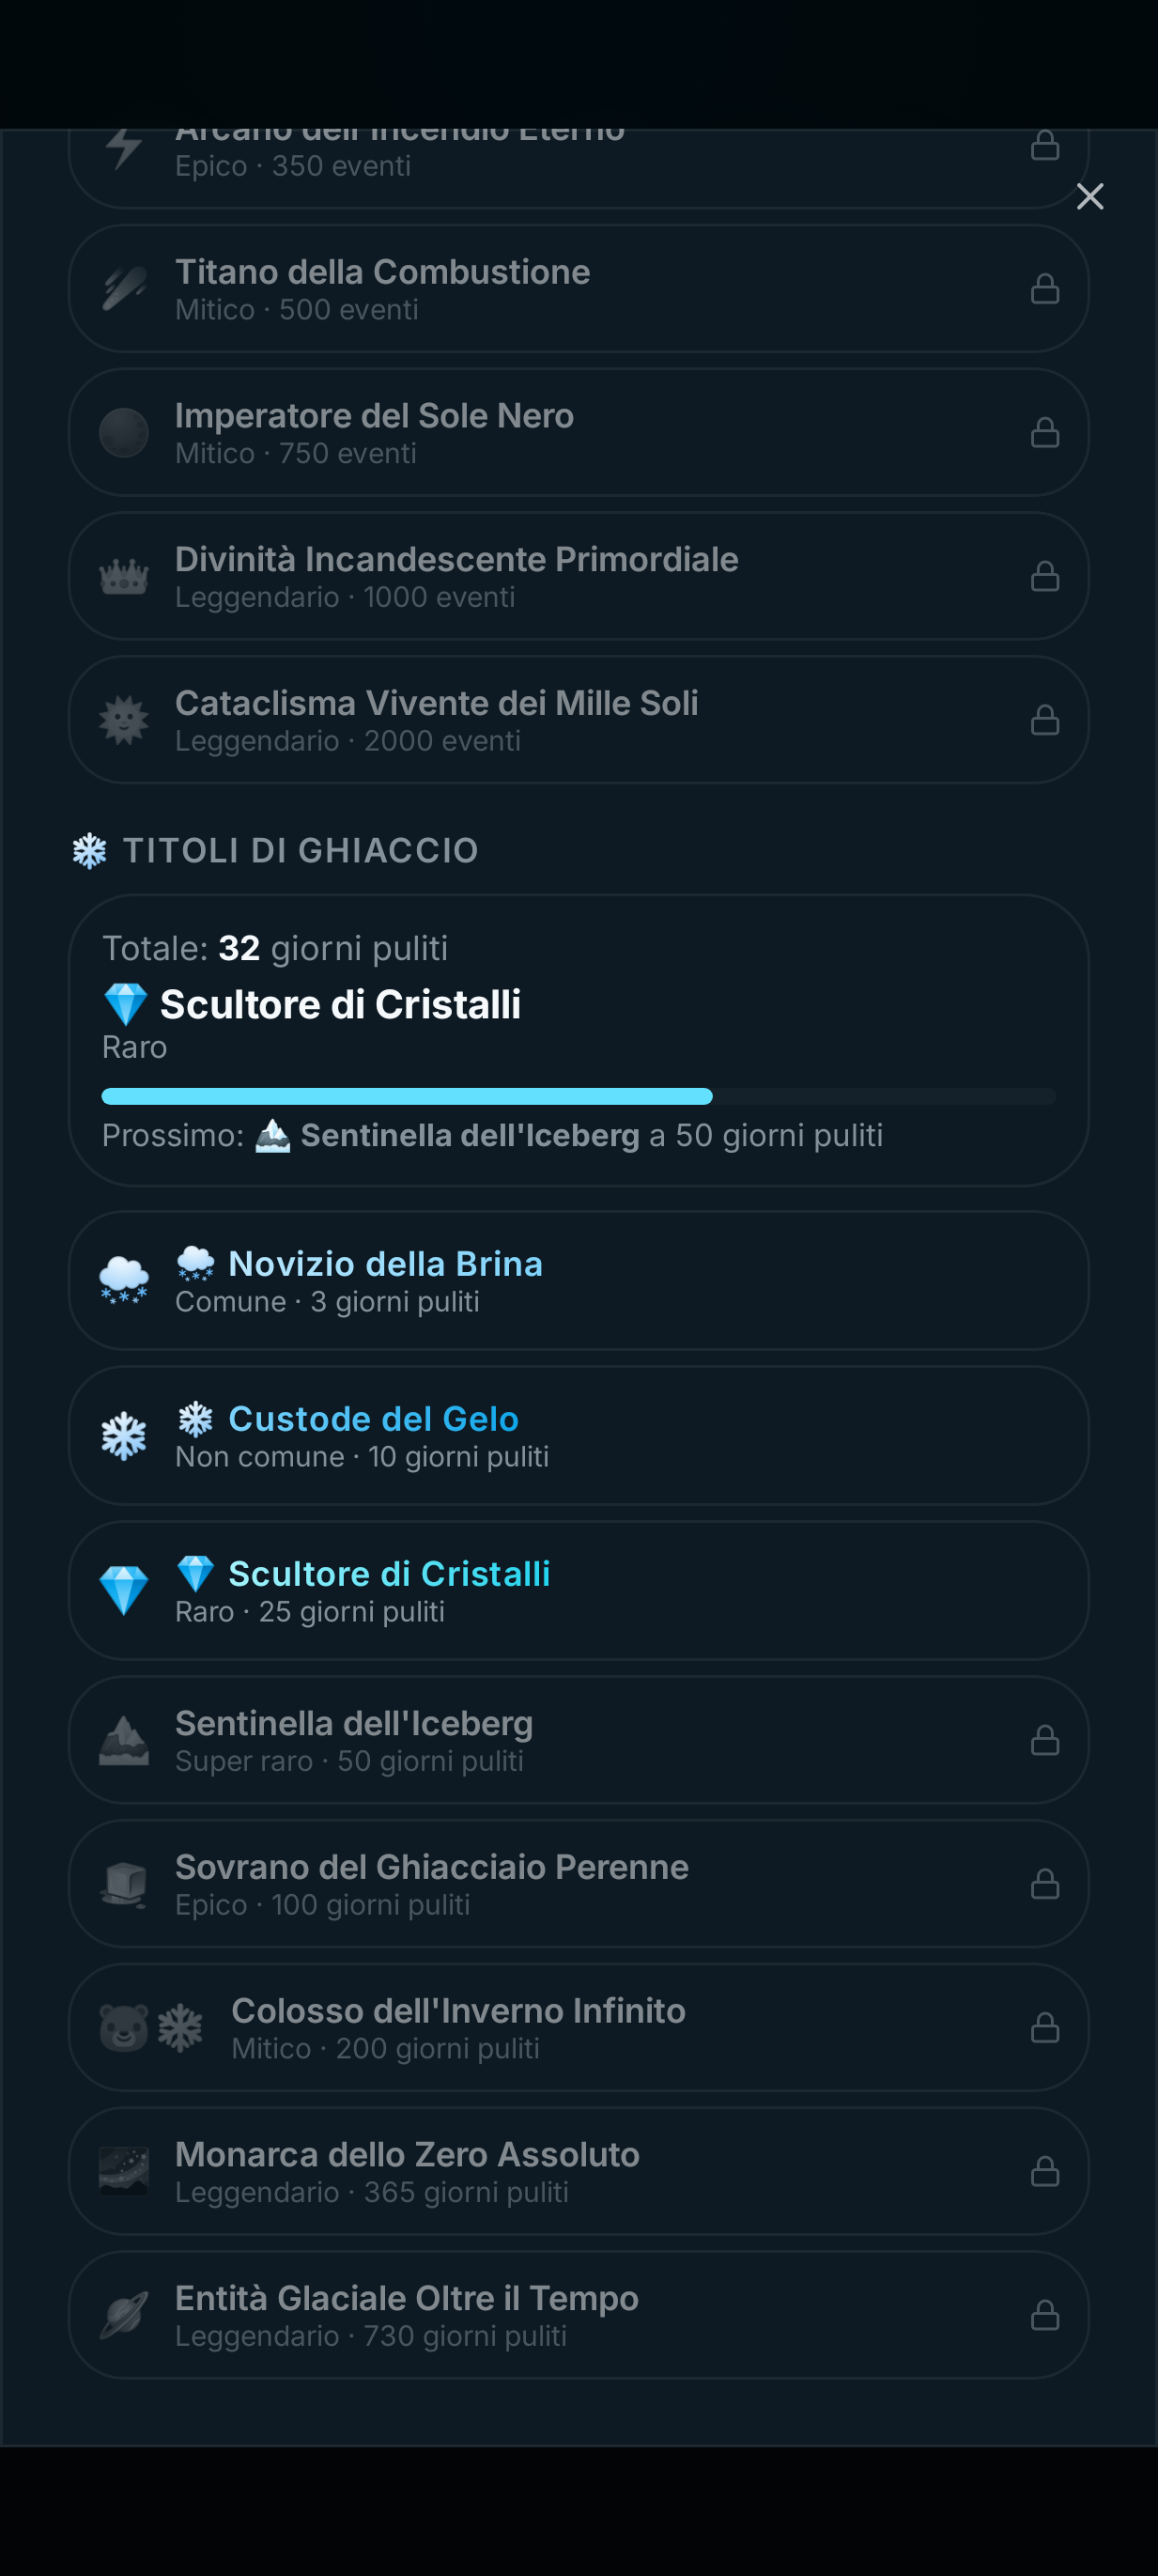 Arcano dell'Incendio Eterno
Epico · 350 eventi
Titano della Combustione
Mitico · 500 eventi
Imperatore del Sole Nero
Mitico · 750 eventi
Divinità Incandescente Primordiale
Leggendario · 1000 eventi
Cataclisma Vivente dei Mille Soli
Leggendario · 2000 eventi
TITOLI DI GHIACCIO
Totale: 32 giorni puliti
Scultore di Cristalli
Raro
Prossimo: Sentinella dell'Iceberg a 50 giorni puliti
Novizio della Brina
Comune · 3 giorni puliti
Custode del Gelo
Non comune · 10 giorni puliti
Scultore di Cristalli
Raro · 25 giorni puliti
Sentinella dell'Iceberg
Super raro · 50 giorni puliti
Sovrano del Ghiacciaio Perenne
Epico · 100 giorni puliti
Colosso dell'Inverno Infinito
Mitico · 200 giorni puliti
Monarca dello Zero Assoluto
Leggendario · 365 giorni puliti
Entità Glaciale Oltre il Tempo
Leggendario · 730 giorni puliti